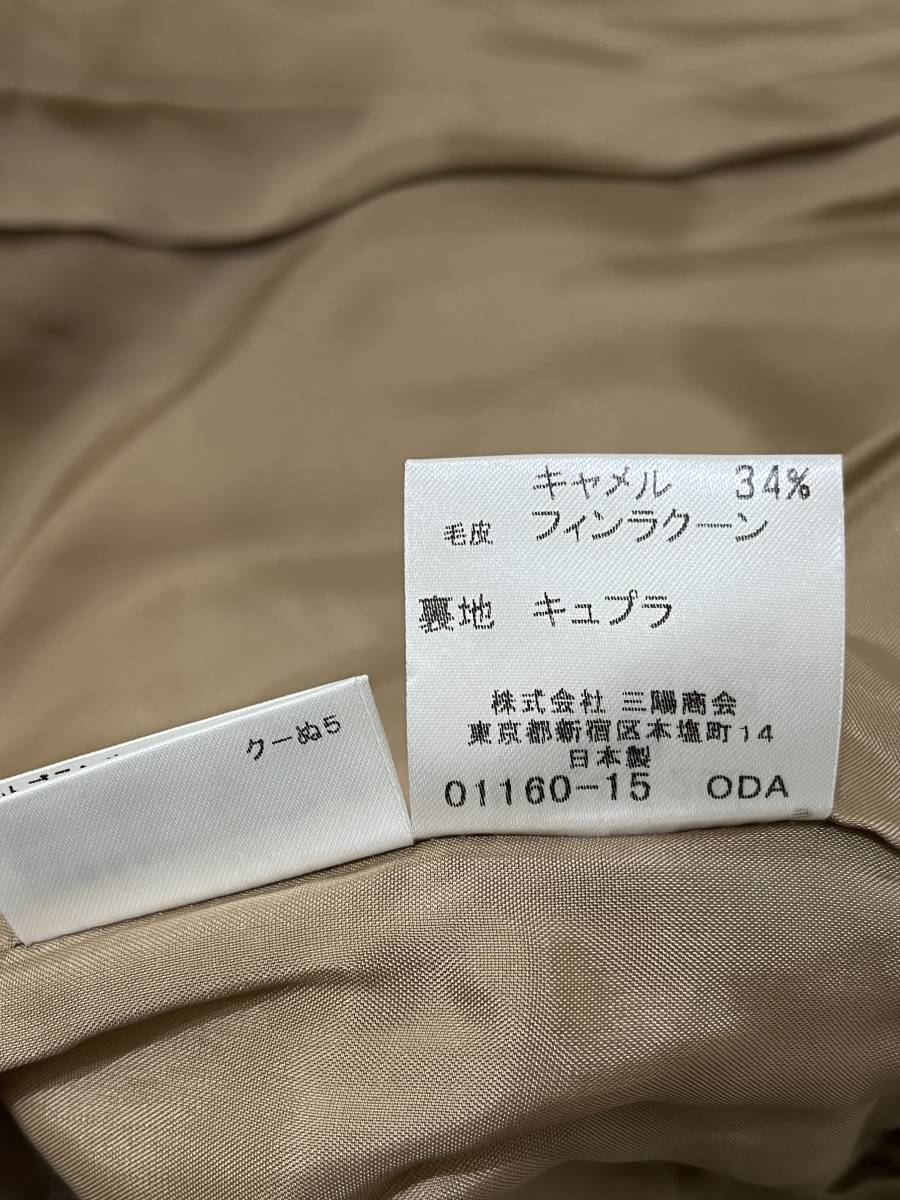 キャメル 34%
毛皮 フィンラクーン
裏地 キュプラ
株式会社 三陽商会
東京都新宿区本塩町14
日本製
01160-15 ODA
クーぬ5